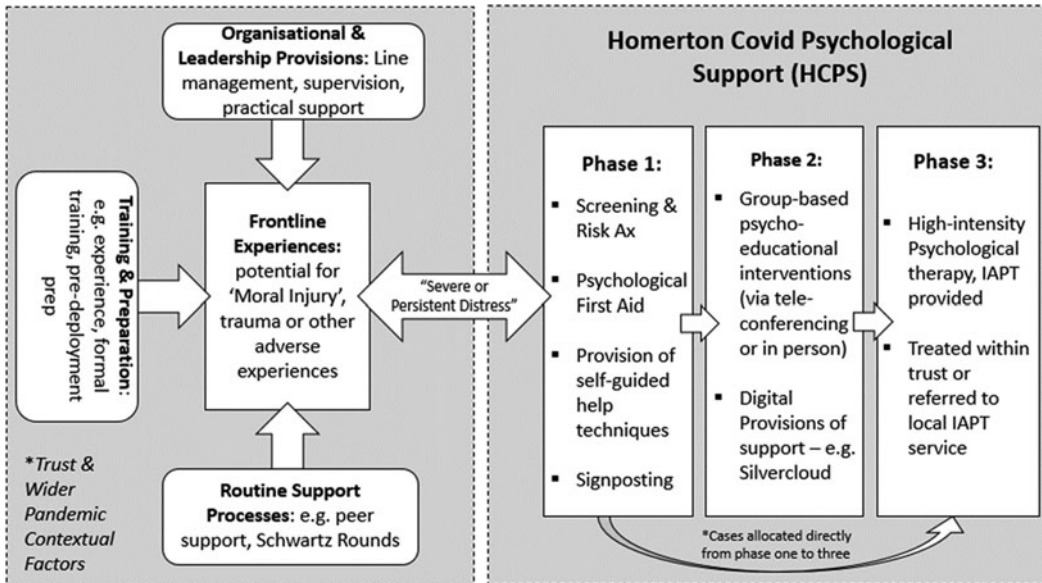 Organisational &
Leadership Provisions: Line
management, supervision,
practical support
Training & Preparation:
e.g. experience, formal
training, pre-deployment
prep
Frontline
Experiences:
potential for
‘Moral Injury’,
trauma or other
adverse
experiences
“Severe or
Persistent Distress”
Routine Support
Processes: e.g. peer
support, Schwartz Rounds
*Trust &
Wider
Pandemic
Contextual
Factors
Homerton Covid Psychological
Support (HCPS)
Phase 1:
▪ Screening &
Risk Ax
▪ Psychological
First Aid
▪ Provision of
self-guided
help
techniques
▪ Signposting
Phase 2:
▪ Group-based
psycho-
educational
interventions
(via tele-
conferencing
or in person)
▪ Digital
Provisions of
support – e.g.
Silvercloud
Phase 3:
▪ High-intensity
Psychological
therapy, IAPT
provided
▪ Treated within
trust or
referred to
local IAPT
service
*Cases allocated directly
from phase one to three